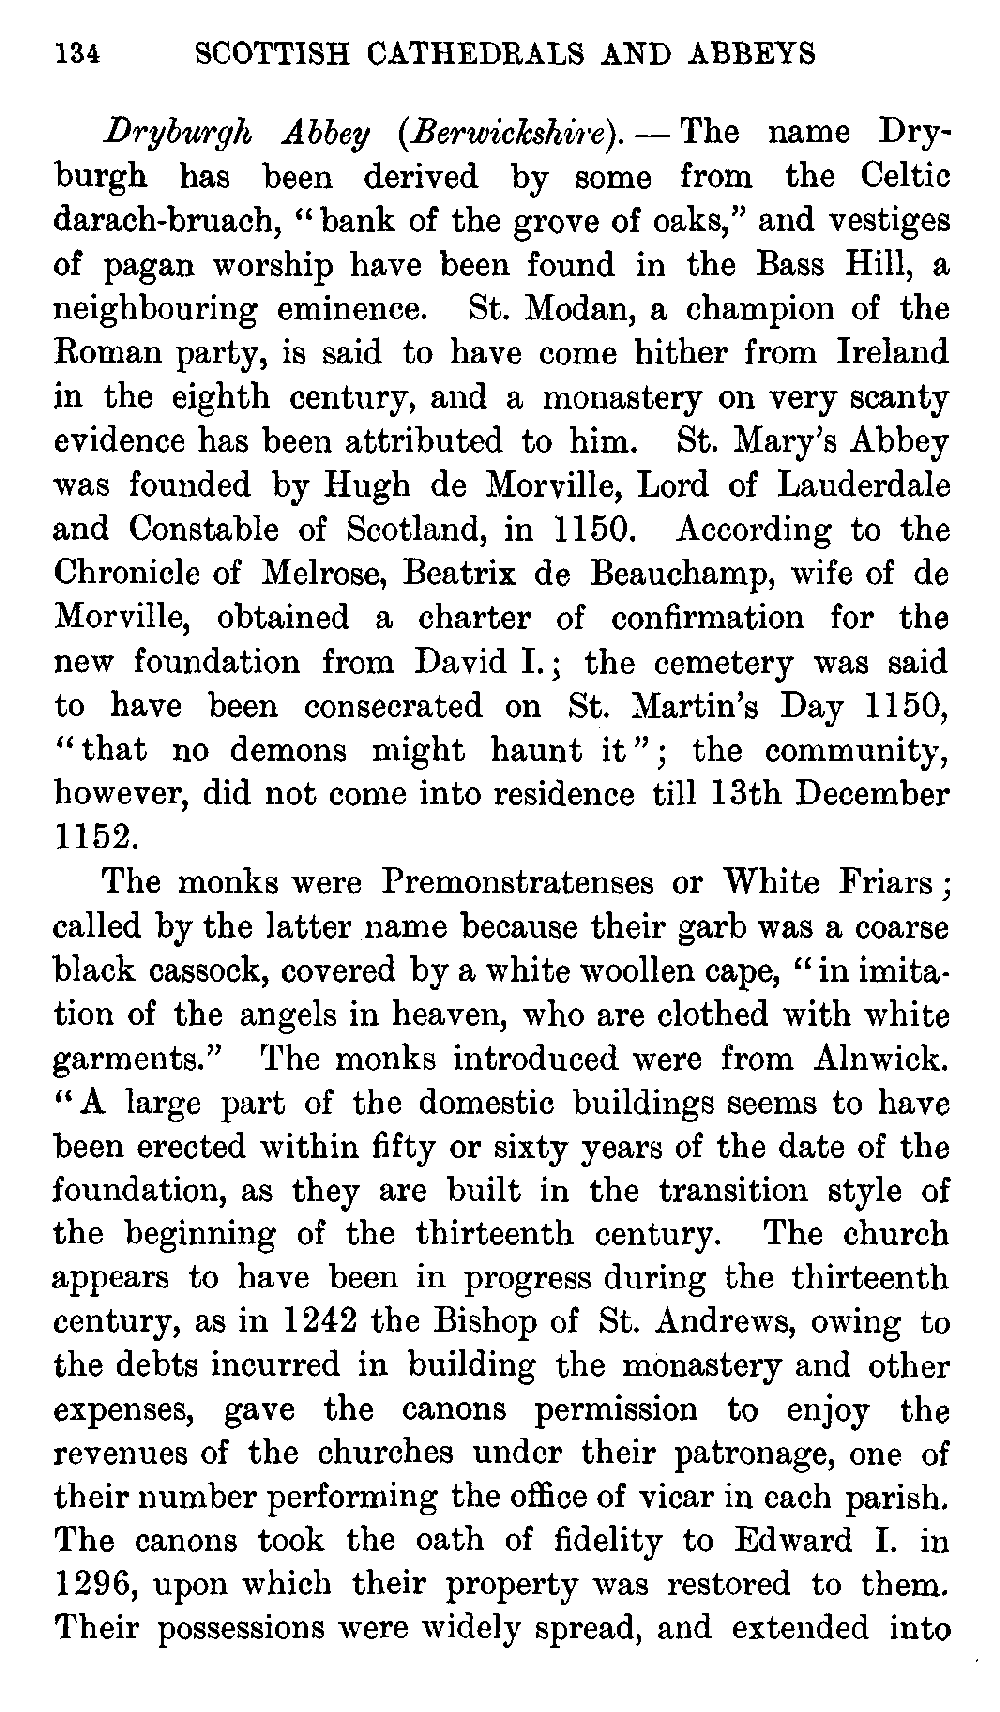 134 SCOTTISH CATHEDRALS AND ABBEYS
Dryburgh Abbey (Berwickshire). — The name Dry-
burgh has been derived by some from the Celtic
darach-bruach, “bank of the grove of oaks,” and vestiges
of pagan worship have been found in the Bass Hill, a
neighbouring eminence. St. Modan, a champion of the
Roman party, is said to have come hither from Ireland
in the eighth century, and a monastery on very scanty
evidence has been attributed to him. St. Mary’s Abbey
was founded by Hugh de Morville, Lord of Lauderdale
and Constable of Scotland, in 1150. According to the
Chronicle of Melrose, Beatrix de Beauchamp, wife of de
Morville, obtained a charter of confirmation for the
new foundation from David I.; the cemetery was said
to have been consecrated on St. Martin’s Day 1150,
“that no demons might haunt it”; the community,
however, did not come into residence till 13th December
1152.
The monks were Premonstratenses or White Friars;
called by the latter name because their garb was a coarse
black cassock, covered by a white woollen cape, “in imita-
tion of the angels in heaven, who are clothed with white
garments.” The monks introduced were from Alnwick.
“A large part of the domestic buildings seems to have
been erected within fifty or sixty years of the date of the
foundation, as they are built in the transition style of
the beginning of the thirteenth century. The church
appears to have been in progress during the thirteenth
century, as in 1242 the Bishop of St. Andrews, owing to
the debts incurred in building the monastery and other
expenses, gave the canons permission to enjoy the
revenues of the churches under their patronage, one of
their number performing the office of vicar in each parish.
The canons took the oath of fidelity to Edward I. in
1296, upon which their property was restored to them.
Their possessions were widely spread, and extended into